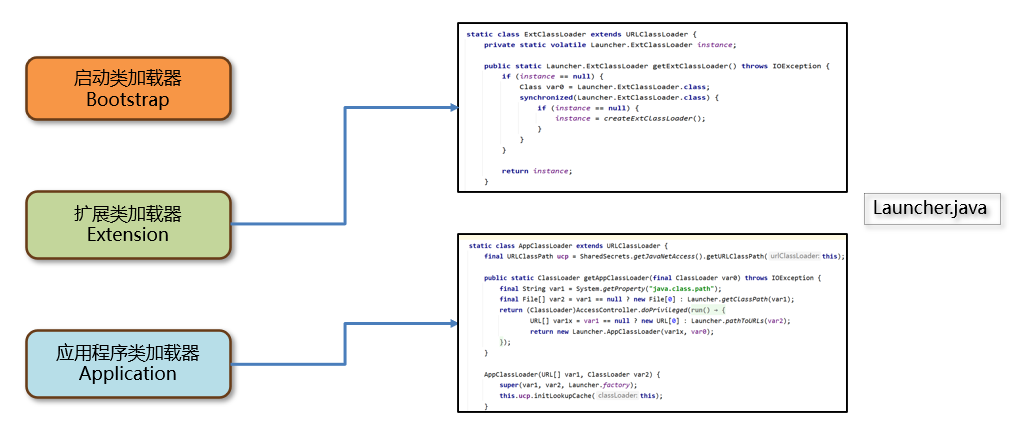 启动类加载器
Bootstrap
扩展类加载器
Extension
应用程序类加载器
Application
static class ExtClassLoader extends URLClassLoader {
private static volatile Launcher.ExtClassLoader instance;
public static Launcher.ExtClassLoader getExtClassLoader() throws IOException {
if (instance == null) {
Class var0 = Launcher.ExtClassLoader.class;
synchronized(Launcher.ExtClassLoader.class) {
if (instance == null) {
instance = createExtClassLoader();
}
}
}
return instance;
}
static class AppClassLoader extends URLClassLoader {
final URLClassPath ucp = SharedSecrets.getJavaNetAccess().getURLClassPath( urlClassLoader: this);
public static ClassLoader getAppClassLoader(final ClassLoader var0) throws IOException {
final String var1 = System.getProperty("java.class.path");
final File[] var2 = var1 == null ? new File[0] : Launcher.getClassPath(var1);
return (ClassLoader)AccessController.doPrivileged(run() → {
URL[] var1x = var1 == null ? new URL[0] : Launcher.pathToURLs(var2);
return new Launcher.AppClassLoader(var1x, var0);
});
}
AppClassLoader(URL[] var1, ClassLoader var2) {
super(var1, var2, Launcher.factory);
this.ucp.initLookupCache( classLoader: this);
}
Launcher.java